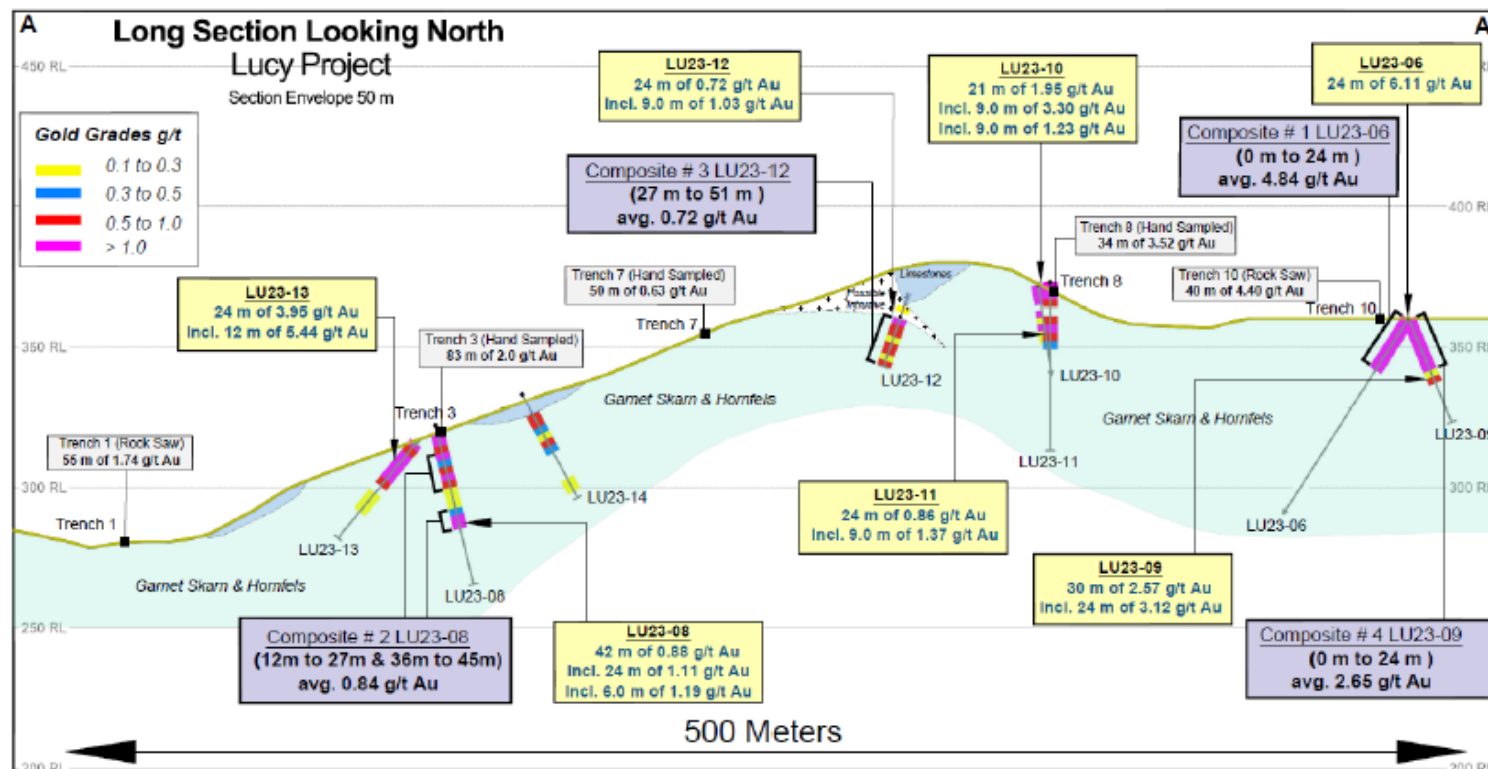 A
A
Long Section Looking North
Lucy Project
Section Envelope 50 m
450 RL
400 RL
350 RL
350 RL
300 RL
300 RL
250 RL
250 RL
Gold Grades g/t
0.1 to 0.3
0.3 to 0.5
0.5 to 1.0
> 1.0
LU23-12
24 m of 0.72 g/t Au
Incl. 9.0 m of 1.03 g/t Au
LU23-10
21 m of 1.95 g/t Au
Incl. 9.0 m of 3.30 g/t Au
Incl. 9.0 m of 1.23 g/t Au
LU23-06
24 m of 6.11 g/t Au
Composite # 3 LU23-12
(27 m to 51 m )
avg. 0.72 g/t Au
Composite # 1 LU23-06
(0 m to 24 m )
avg. 4.84 g/t Au
Trench 8 (Hand Sampled)
34 m of 3.52 g/t Au
Trench 7 (Hand Sampled)
50 m of 0.63 g/t Au
Limestones
Possible
Intrusive
Trench 8
Trench 10 (Rock Saw)
40 m of 4.40 g/t Au
Trench 10
LU23-13
24 m of 3.95 g/t Au
Incl. 12 m of 5.44 g/t Au
Trench 7
Trench 3 (Hand Sampled)
83 m of 2.0 g/t Au
LU23-12
LU23-10
Garnet Skarn & Hornfels
Garnet Skarn & Hornfels
Trench 3
LU23-09
Trench 1 (Rock Saw)
55 m of 1.74 g/t Au
LU23-11
LU23-14
Trench 1
LU23-13
LU23-06
LU23-11
24 m of 0.86 g/t Au
Incl. 9.0 m of 1.37 g/t Au
Garnet Skarn & Hornfels
LU23-08
LU23-09
30 m of 2.57 g/t Au
Incl. 24 m of 3.12 g/t Au
Composite # 2 LU23-08
(12m to 27m & 36m to 45m)
avg. 0.84 g/t Au
LU23-08
42 m of 0.88 g/t Au
Incl. 24 m of 1.11 g/t Au
Incl. 6.0 m of 1.19 g/t Au
Composite # 4 LU23-09
(0 m to 24 m )
avg. 2.65 g/t Au
500 Meters